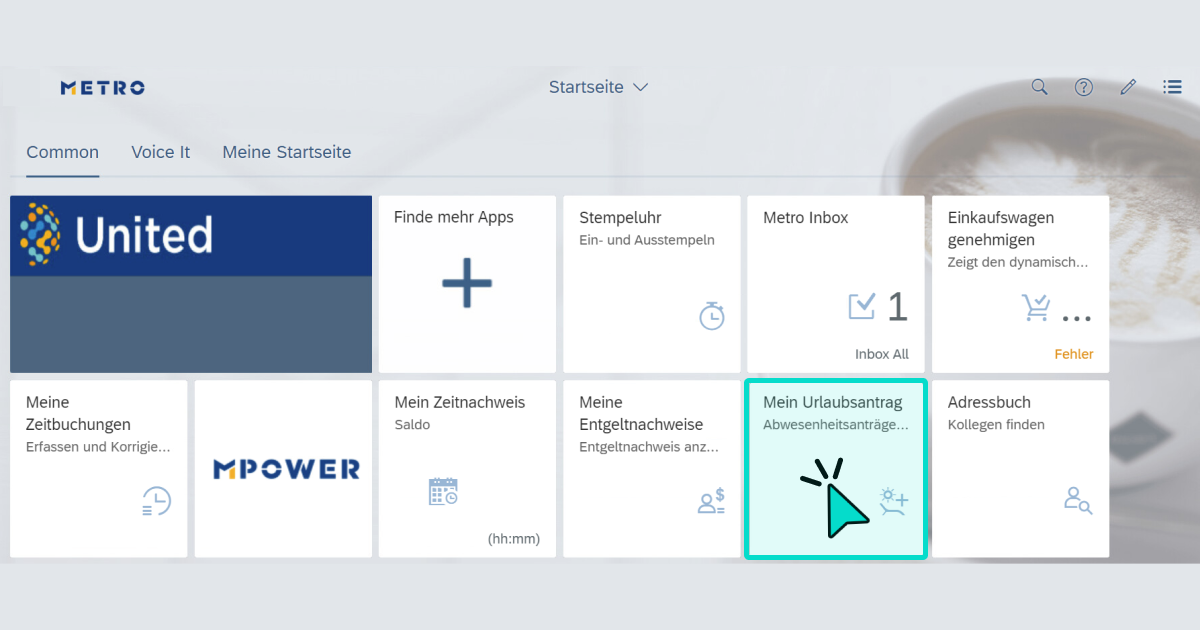 METRO
Startseite
Common
Voice It
Meine Startseite
United
Finde mehr Apps
Stempeluhr
Ein- und Ausstempeln
Metro Inbox
1
Inbox All
Einkaufswagen
genehmigen
Zeigt den dynamisch...
...
Fehler
Meine
Zeitbuchungen
Erfassen und Korrigie...
MPOWER
Mein Zeitnachweis
Saldo
(hh:mm)
Meine
Entgeltnachweise
Entgeltnachweis anz...
Mein Urlaubsantrag
Abwesenheitsanträge...
Adressbuch
Kollegen finden